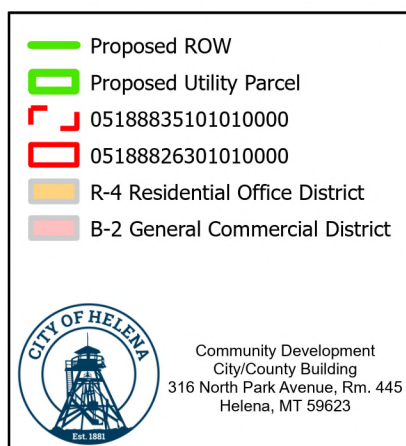 Proposed ROW
Proposed Utility Parcel
05188835101010000
05188826301010000
R-4 Residential Office District
B-2 General Commercial District
CITY OF HELENA
Est. 1881
Community Development
City/County Building
316 North Park Avenue, Rm. 445
Helena, MT 59623